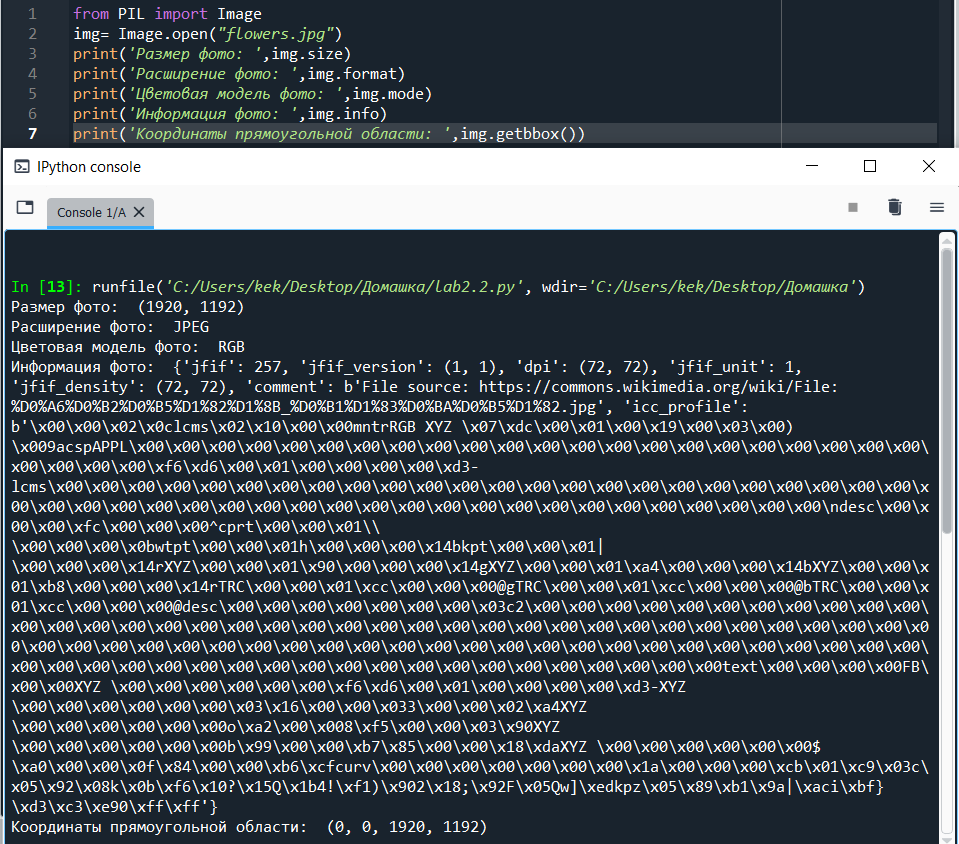 1 from PIL import Image
2 img= Image.open("flowers.jpg")
3 print('Размер фото: ',img.size)
4 print('Расширение фото: ',img.format)
5 print('Цветовая модель фото: ',img.mode)
6 print('Информация фото: ',img.info)
7 print('Координаты прямоугольной области: ',img.getbbox())
IPython console
Console 1/A
In [13]: runfile('C:/Users/kek/Desktop/Домашка/lab2.2.py', wdir='C:/Users/kek/Desktop/Домашка')
Размер фото:  (1920, 1192)
Расширение фото:  JPEG
Цветовая модель фото:  RGB
Информация фото:  {'jfif': 257, 'jfif_version': (1, 1), 'dpi': (72, 72), 'jfif_unit': 1,
'jfif_density': (72, 72), 'comment': b'File source: https://commons.wikimedia.org/wiki/File:
%D0%A6%D0%B2%D0%B5%D1%82%D1%8B_%D0%B1%D1%83%D0%BA%D0%B5%D1%82.jpg', 'icc_profile':
b'\x00\x00\x02\x0clcms\x02\x10\x00\x00mntrRGB XYZ \x07\xdc\x00\x01\x00\x19\x00\x03\x00)
\x009acspAPPL\x00\x00\x00\x00\x00\x00\x00\x00\x00\x00\x00\x00\x00\x00\x00\x00\x00\x00\x00\x00\x00\x00\
x00\x00\x00\x00\xf6\xd6\x00\x01\x00\x00\x00\x00\xd3-
lcms\x00\x00\x00\x00\x00\x00\x00\x00\x00\x00\x00\x00\x00\x00\x00\x00\x00\x00\x00\x00\x00\x00\x00\x00\x
00\x00\x00\x00\x00\x00\x00\x00\x00\x00\x00\x00\x00\x00\x00\x00\x00\x00\x00\x00\x00\x00\x00\ndesc\x00\x
00\x00\x00\xfc\x00\x00\x00^cprt\x00\x00\x01\\
\x00\x00\x00\x0bwtpt\x00\x00\x01h\x00\x00\x00\x14bkpt\x00\x00\x01|
\x00\x00\x00\x14rXYZ\x00\x00\x01\x90\x00\x00\x00\x14gXYZ\x00\x00\x01\xa4\x00\x00\x00\x14bXYZ\x00\x00\x
01\xb8\x00\x00\x00\x14rTRC\x00\x00\x01\xcc\x00\x00\x00@gTRC\x00\x00\x01\xcc\x00\x00\x00@bTRC\x00\x00\x
01\xcc\x00\x00\x00@desc\x00\x00\x00\x00\x00\x00\x00\x03c2\x00\x00\x00\x00\x00\x00\x00\x00\x00\x00\x00\
x00\x00\x00\x00\x00\x00\x00\x00\x00\x00\x00\x00\x00\x00\x00\x00\x00\x00\x00\x00\x00\x00\x00\x00\x00\x0
0\x00\x00\x00\x00\x00\x00\x00\x00\x00\x00\x00\x00\x00\x00\x00\x00\x00\x00\x00\x00\x00\x00\x00\x00\x00\
x00\x00\x00\x00\x00\x00\x00\x00\x00\x00\x00\x00\x00\x00\x00\x00\x00\x00\x00text\x00\x00\x00\x00FB\
x00\x00XYZ \x00\x00\x00\x00\x00\x00\xf6\xd6\x00\x01\x00\x00\x00\x00\xd3-XYZ
\x00\x00\x00\x00\x00\x00\x03\x16\x00\x00\x033\x00\x00\x02\xa4XYZ
\x00\x00\x00\x00\x00\x00o\xa2\x00\x008\xf5\x00\x00\x03\x90XYZ
\x00\x00\x00\x00\x00\x00b\x99\x00\x00\xb7\x85\x00\x00\x18\xdaXYZ \x00\x00\x00\x00\x00\x00$
\xa0\x00\x00\x0f\x84\x00\x00\xb6\xcfcurv\x00\x00\x00\x00\x00\x00\x00\x1a\x00\x00\x00\xcb\x01\xc9\x03c\
x05\x92\x08k\x0b\xf6\x10?\x15Q\x1b4!\xf1)\x902\x18;\x92F\x05Qw]\xedkpz\x05\x89\xb1\x9a|\xaci\xbf}
\xd3\xc3\xe90\xff\xff'}
Координаты прямоугольной области:  (0, 0, 1920, 1192)